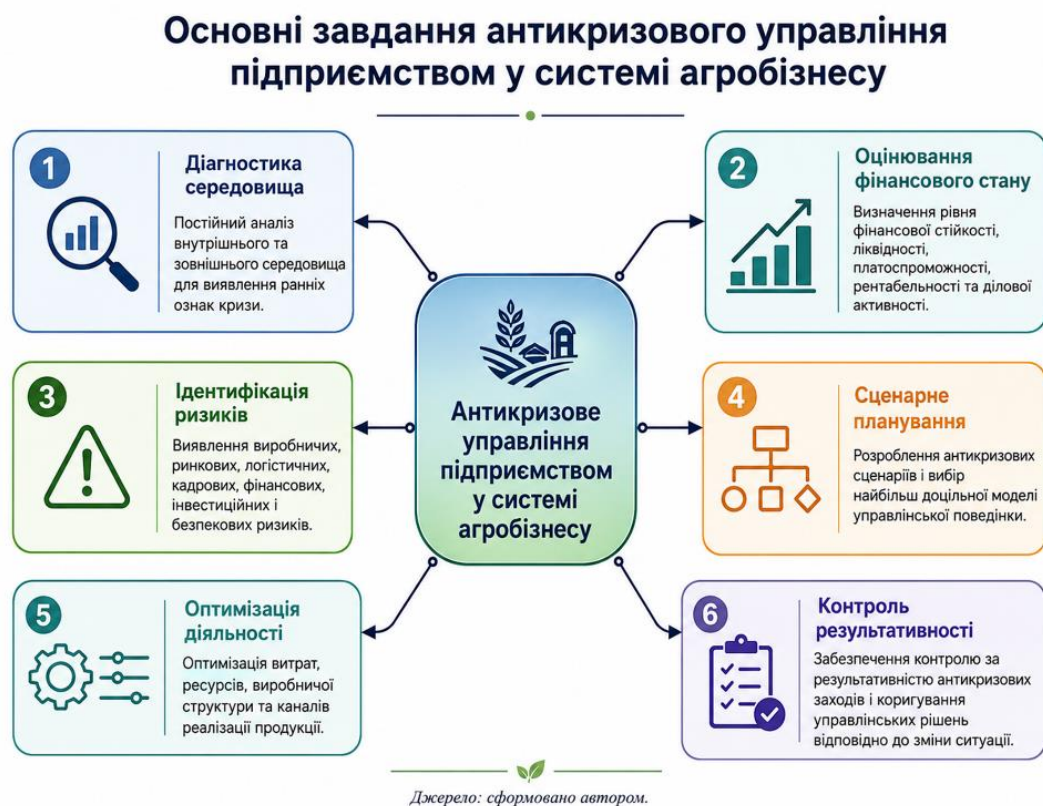 Основні завдання антикризового управління
підприємством у системі агробізнесу
1
Діагностика
середовища
Постійний аналіз
внутрішнього та
зовнішнього середовища
для виявлення ранніх
ознак кризи.
2
Оцінювання
фінансового стану
Визначення рівня
фінансової стійкості,
ліквідності,
платоспроможності,
рентабельності та ділової
активності.
3
Ідентифікація
ризиків
Виявлення виробничих,
ринкових, логістичних,
кадрових, фінансових,
інвестиційних і
безпекових ризиків.
Антикризове
управління
підприємством
у системі
агробізнесу
4
Сценарне
планування
Розроблення антикризових
сценаріїв і вибір
найбільш доцільної моделі
управлінської поведінки.
5
Оптимізація
діяльності
Оптимізація витрат,
ресурсів, виробничої
структури та каналів
реалізації продукції.
6
Контроль
результативності
Забезпечення контролю за
результативністю антикризових
заходів і коригування
управлінських рішень
відповідно до зміни ситуації.
Джерело: сформовано автором.